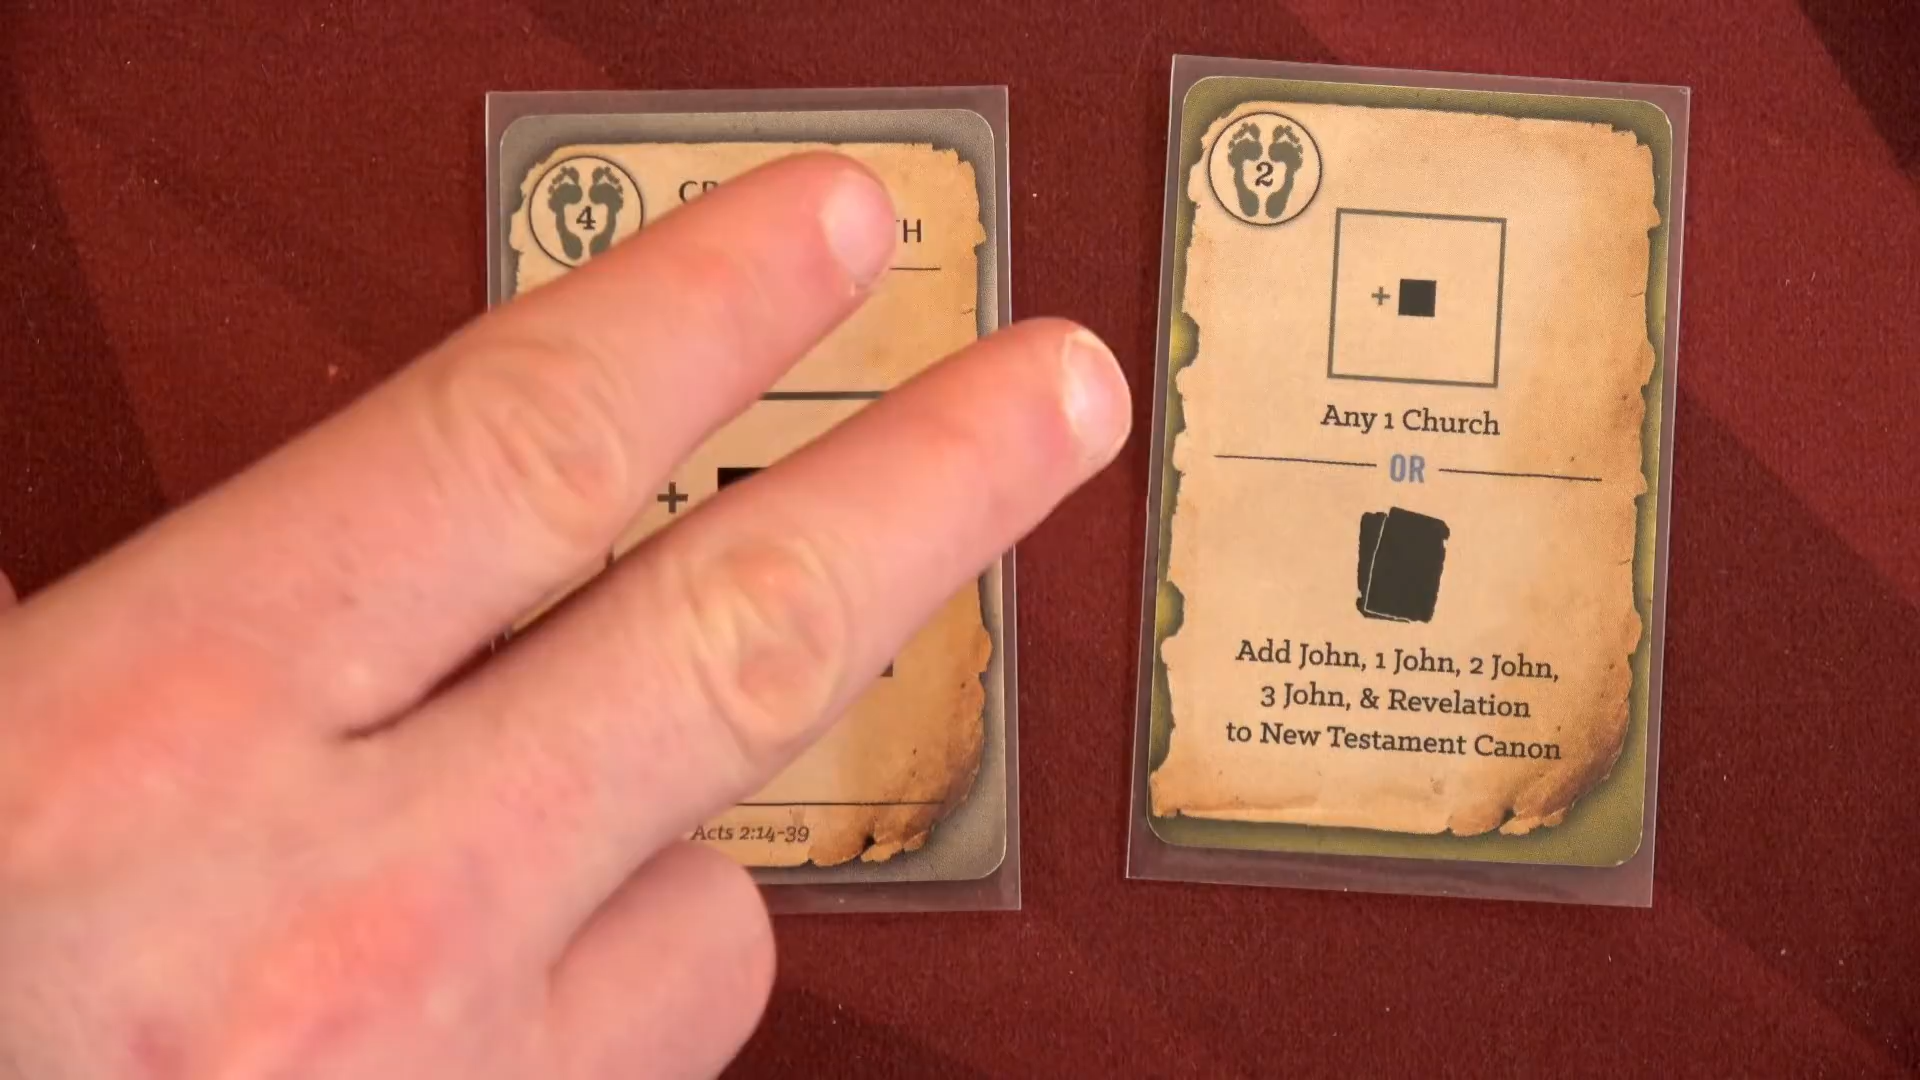 4
+
Acts 2:14-39
2
+
Any 1 Church
OR
Add John, 1 John, 2 John,
3 John, & Revelation
to New Testament Canon